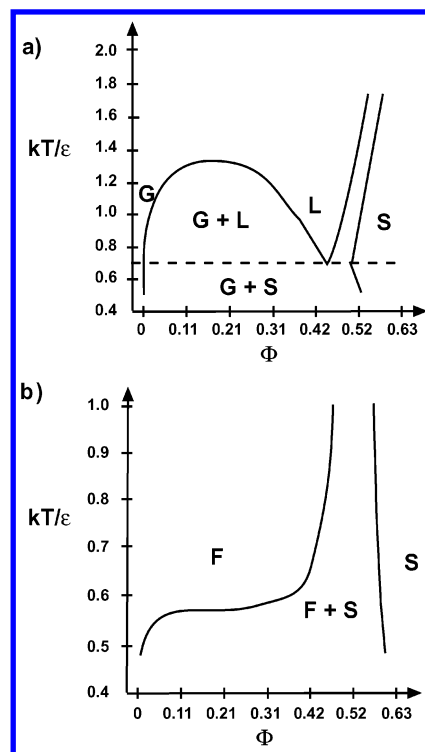 a)
2.0
1.8
1.6
kT/ε
1.4
1.2
1.0
0.8
0.6
0.4
G
G + L
L
S
G + S
0 0.11 0.21 0.31 0.42 0.52 0.63
Φ
b)
1.0
0.9
kT/ε
0.8
0.7
0.6
0.5
0.4
F
S
F + S
0 0.11 0.21 0.31 0.42 0.52 0.63
Φ